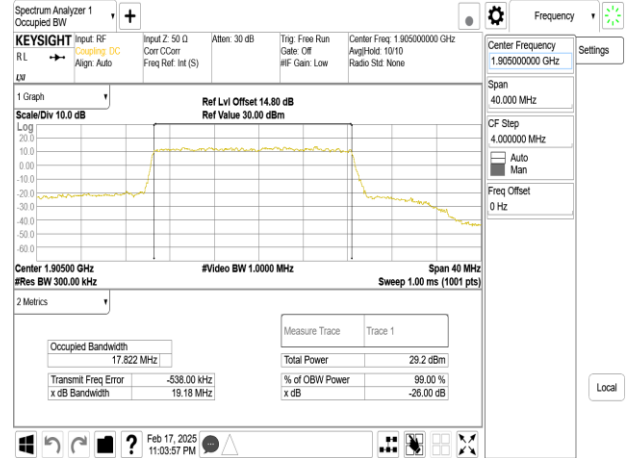 Spectrum Analyzer 1
Occupied BW
Frequency
KEYSIGHT
RL
LXI
Input: RF
Coupling: DC
Align: Auto
Input Z: 50 Ω
Corr CCorr
Freq Ref: Int (S)
Atten: 30 dB
Trig: Free Run
Gate: Off
#IF Gain: Low
Center Freq: 1.905000000 GHz
Avg|Hold: 10/10
Radio Std: None
Center Frequency
1.905000000 GHz
Settings
Span
40.000 MHz
CF Step
4.000000 MHz
Auto
Man
Freq Offset
0 Hz
Local
1 Graph
Scale/Div 10.0 dB
Ref Lvl Offset 14.80 dB
Ref Value 30.00 dBm
Log
20.0
10.0
0.00
-10.0
-20.0
-30.0
-40.0
-50.0
-60.0
Center 1.90500 GHz
#Video BW 1.0000 MHz
Span 40 MHz
#Res BW 300.00 kHz
Sweep 1.00 ms (1001 pts)
2 Metrics
Measure Trace Trace 1
Occupied Bandwidth
17.822 MHz
Total Power 29.2 dBm
Transmit Freq Error -538.00 kHz
% of OBW Power 99.00 %
x dB Bandwidth 19.18 MHz
x dB -26.00 dB
?
Feb 17, 2025
11:03:57 PM